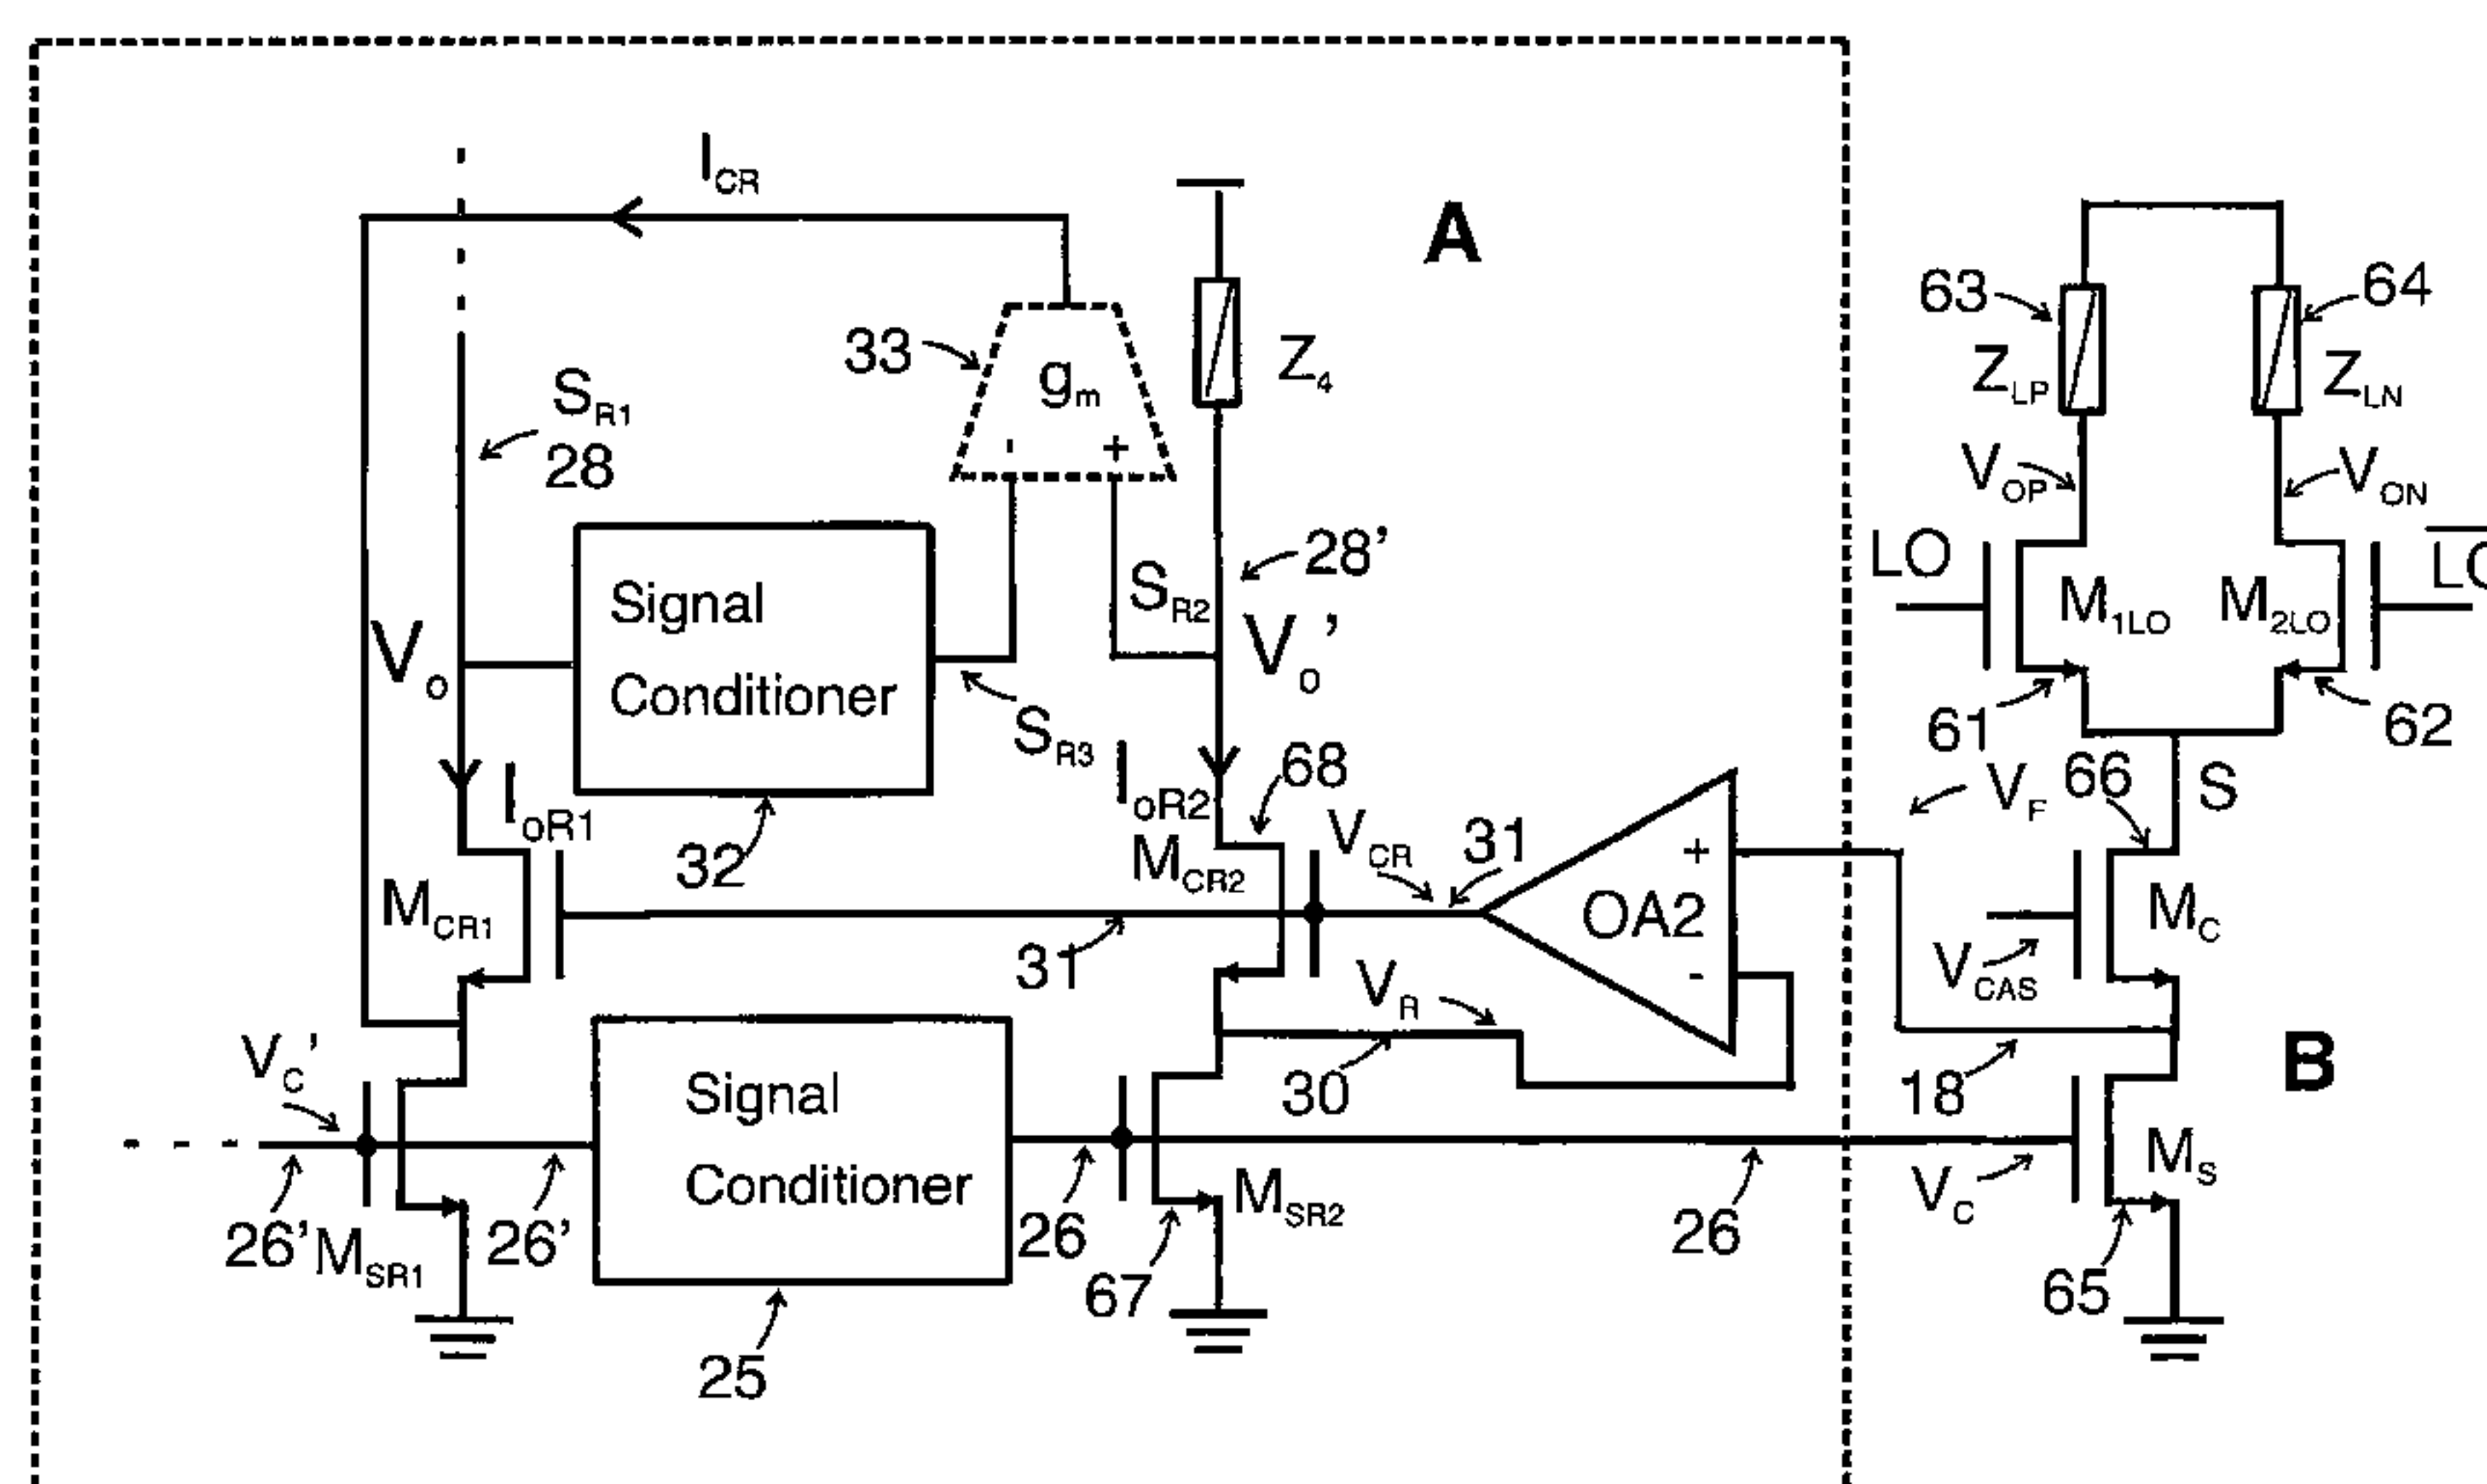 I_CR
A
63
64
Z_LP
Z_LN
33
g_m
- +
Z_4
S_R1
28
V_OP
V_ON
28'
LO
Signal
Conditioner
S_R2
M_1LO
M_2LO
V_o
V_o'
S_R3
61
62
68
V_F
66
S
I_oR1
I_oR2
32
M_CR2
V_CR
31
+
OA2
-
M_CR1
M_C
31
V_R
V_CAS
V_C'
Signal
Conditioner
30
18
B
26'
M_SR1
26'
26
M_SR2
26
V_C
M_S
67
65
25